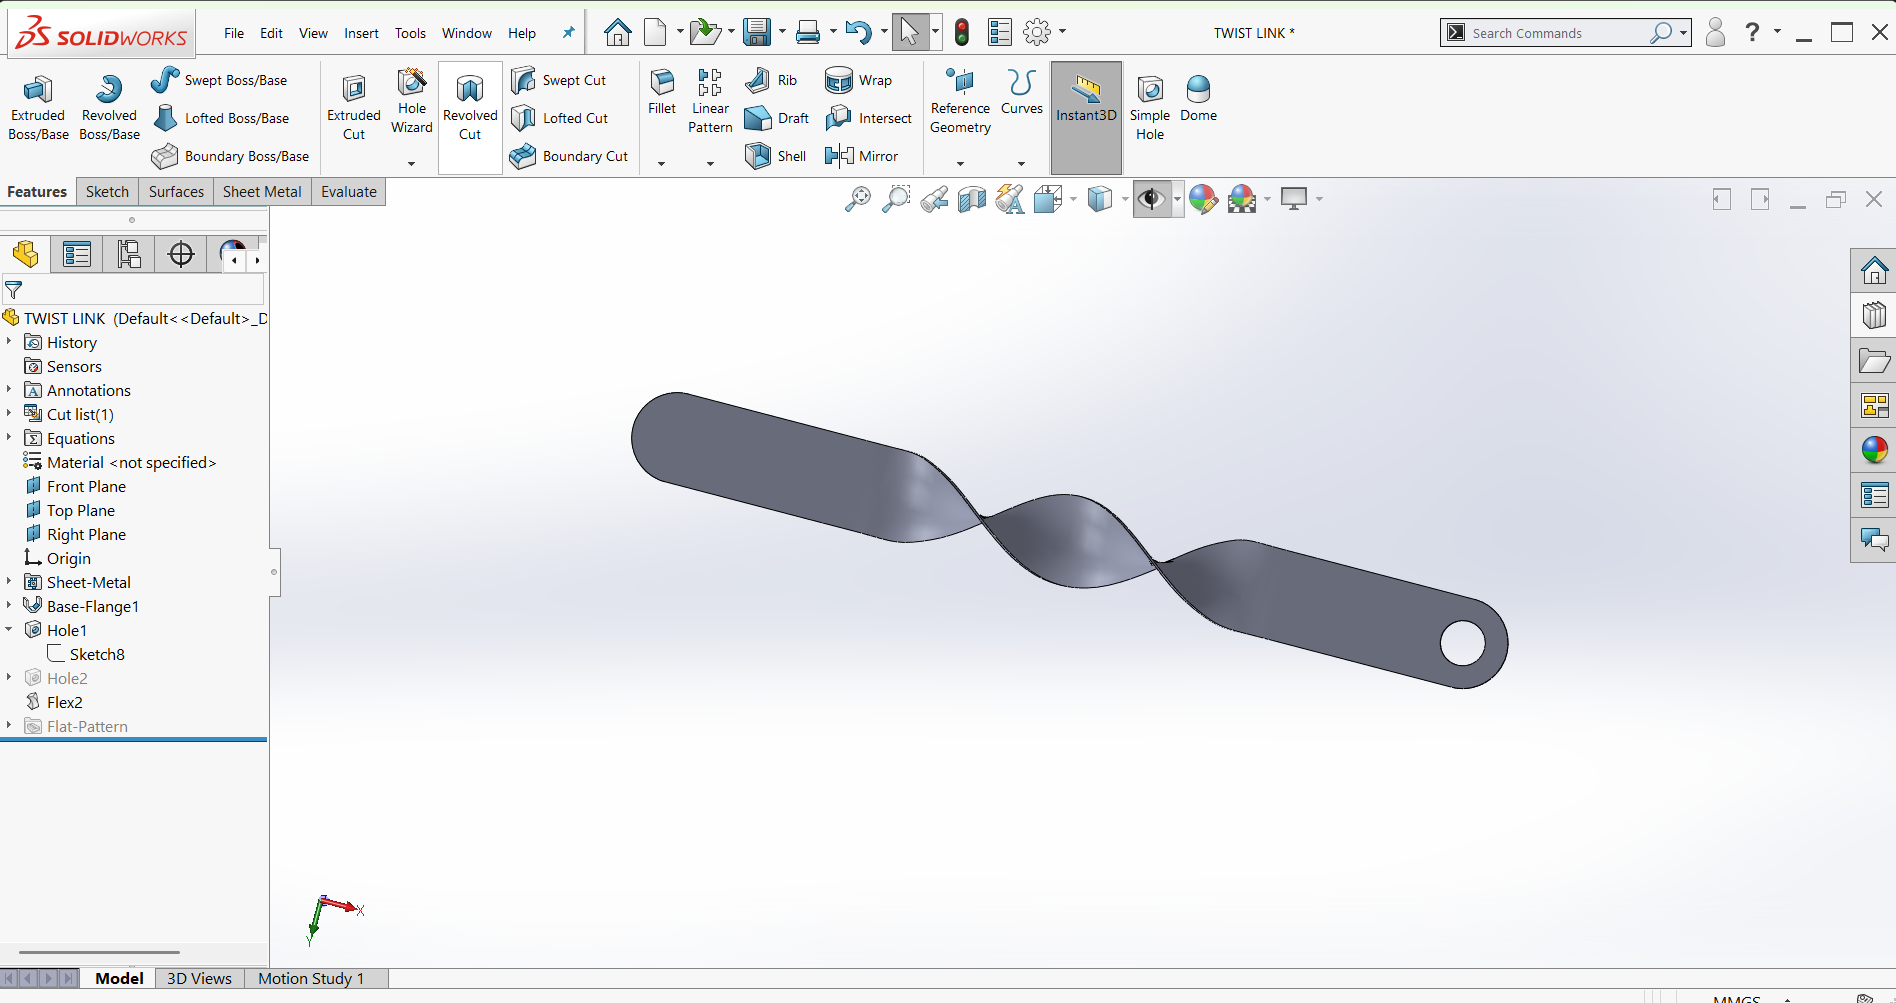 SOLIDWORKS File Edit View Insert Tools Window Help TWIST LINK * Search Commands ?
Extruded Boss/Base
Revolved Boss/Base
Swept Boss/Base
Lofted Boss/Base
Boundary Boss/Base
Extruded Cut
Hole Wizard
Revolved Cut
Swept Cut
Lofted Cut
Boundary Cut
Fillet
Linear Pattern
Rib
Draft
Shell
Wrap
Intersect
Mirror
Reference Geometry
Curves
Instant3D
Simple Hole
Dome
Features Sketch Surfaces Sheet Metal Evaluate
TWIST LINK (Default<<Default>_D
History
Sensors
Annotations
Cut list(1)
Equations
Material <not specified>
Front Plane
Top Plane
Right Plane
Origin
Sheet-Metal
Base-Flange1
Hole1
Sketch8
Hole2
Flex2
Flat-Pattern
X
Y
Model 3D Views Motion Study 1
MMGS